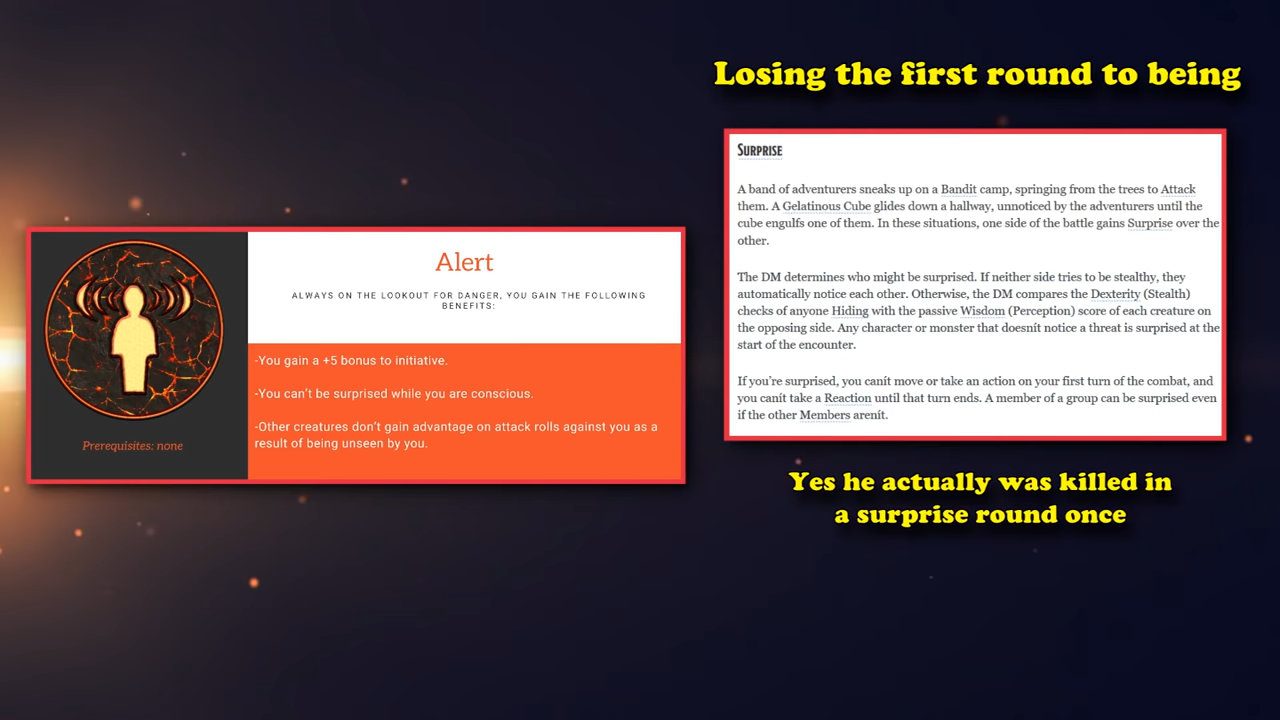 Losing the first round to being
SURPRISE
A band of adventurers sneaks up on a Bandit camp, springing from the trees to Attack
them. A Gelatinous Cube glides down a hallway, unnoticed by the adventurers until the
cube engulfs one of them. In these situations, one side of the battle gains Surprise over the
other.
The DM determines who might be surprised. If neither side tries to be stealthy, they
automatically notice each other. Otherwise, the DM compares the Dexterity (Stealth)
checks of anyone Hiding with the passive Wisdom (Perception) score of each creature on
the opposing side. Any character or monster that doesnít notice a threat is surprised at the
start of the encounter.
If you're surprised, you canít move or take an action on your first turn of the combat, and
you canít take a Reaction until that turn ends. A member of a group can be surprised even
if the other Members arenít.
Yes he actually was killed in
a surprise round once
Alert
ALWAYS ON THE LOOKOUT FOR DANGER, YOU GAIN THE FOLLOWING
BENEFITS:
-You gain a +5 bonus to initiative.
-You can't be surprised while you are conscious.
-Other creatures don't gain advantage on attack rolls against you as a
result of being unseen by you.
Prerequisites: none